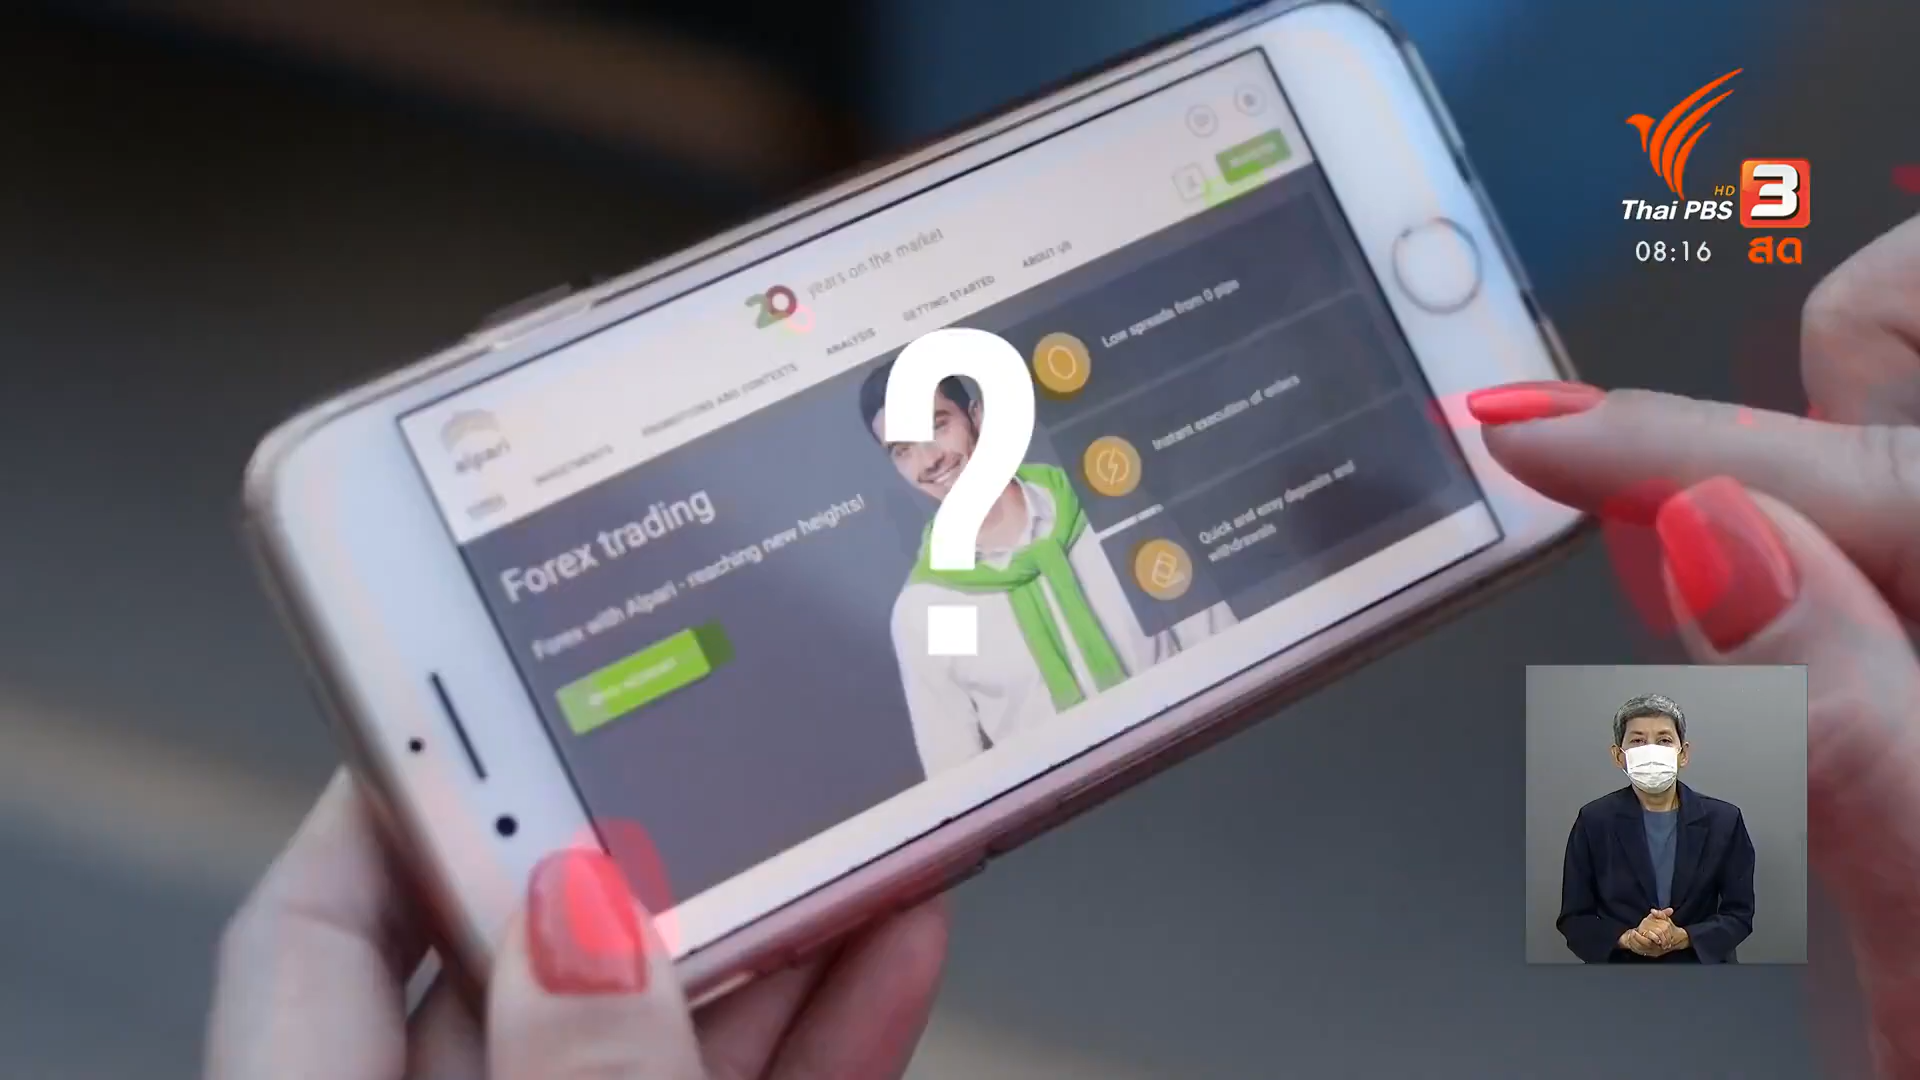 Thai PBS
HD
3
08:16
สด
20 years on the market
alpari
INVESTMENTS
PROMOTIONS AND CONTESTS
ANALYSIS
GETTING STARTED
ABOUT US
Forex trading
Forex with Alpari - reaching new heights!
Low spreads from 0 pips
Instant execution of orders
Quick and easy deposits and
withdrawals
?